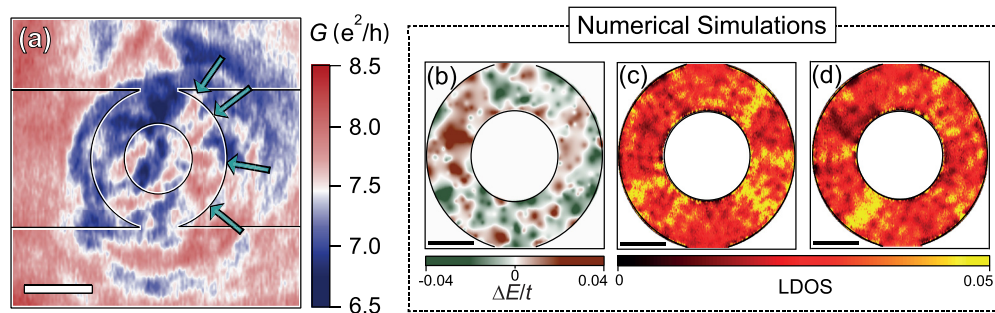 Numerical Simulations
(a)
G (e²/h)
8.5
8.0
7.5
7.0
6.5
(b)
(c)
(d)
-0.04
0
0.04
ΔE/t
0
LDOS
0.05